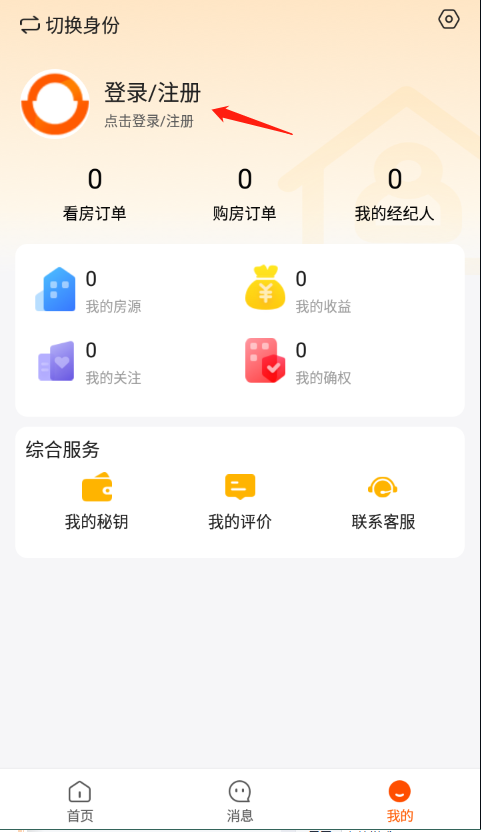 切换身份
登录/注册
点击登录/注册
0 0 0
看房订单 购房订单 我的经纪人
0 0
我的房源 我的收益
0 0
我的关注 我的确权
综合服务
我的秘钥 我的评价 联系客服
首页 消息 我的